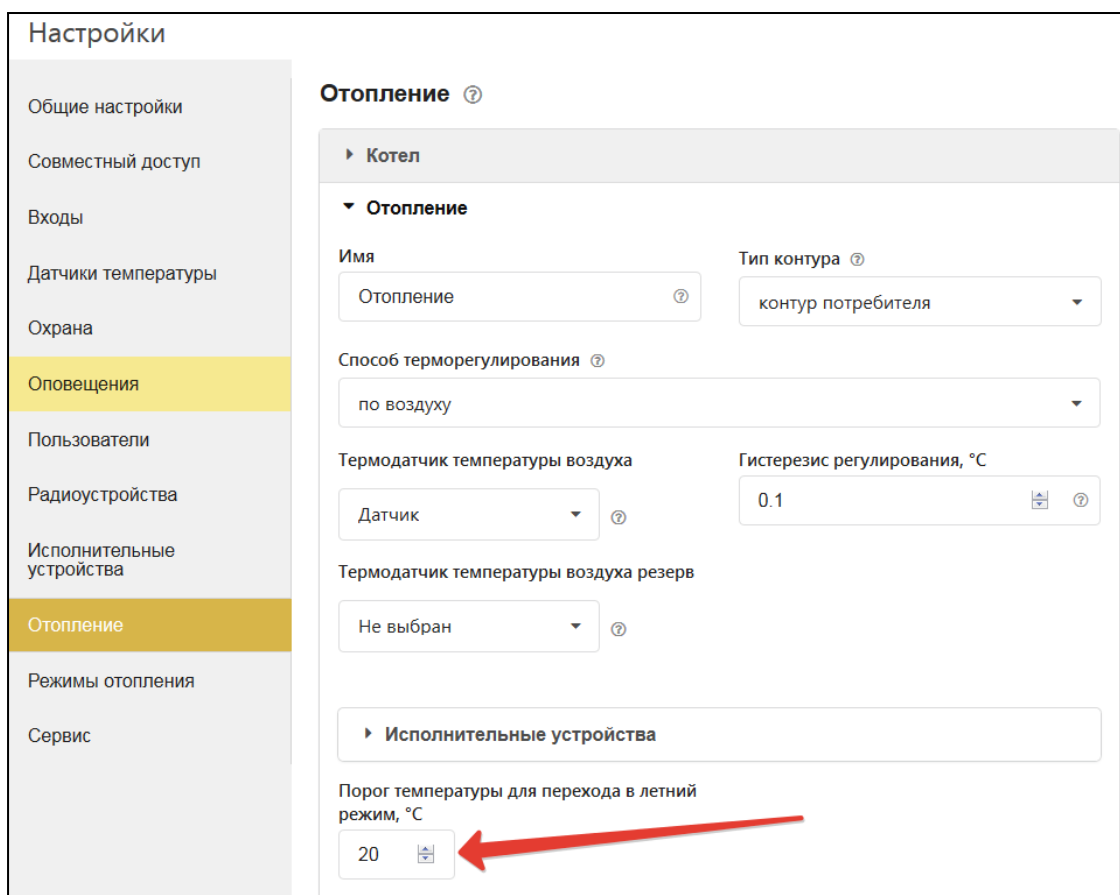 Настройки
Общие настройки
Совместный доступ
Входы
Датчики температуры
Охрана
Оповещения
Пользователи
Радиоустройства
Исполнительные
устройства
Отопление
Режимы отопления
Сервис
Отопление ?
Котел
Отопление
Имя
Отопление ?
Тип контура ?
контур потребителя
Способ терморегулирования ?
по воздуху
Термодатчик температуры воздуха
Датчик ?
Гистерезис регулирования, °C
0.1 ?
Термодатчик температуры воздуха резерв
Не выбран ?
Исполнительные устройства
Порог температуры для перехода в летний
режим, °C
20